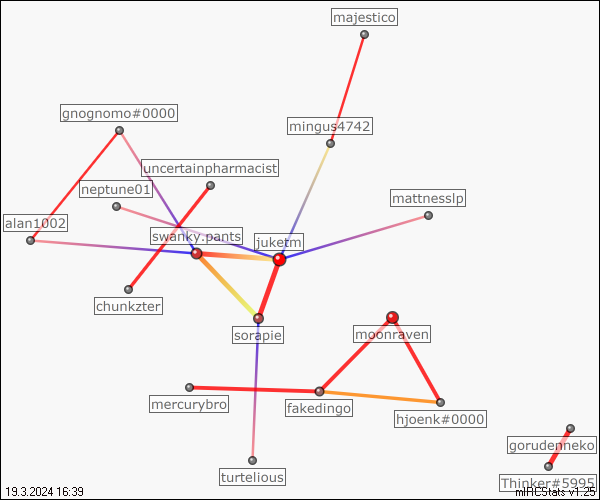 majestico
gnognomo#0000
mingus4742
uncertainpharmacist
neptune01
mattnesslp
alan1002
swanky.pants
juketm
chunkzter
sorapie
moonraven
mercurybro
fakedingo
hjoenk#0000
gorudenneko
turtelious
Thinker#5995
19.3.2024 16:39
mIRCStats v1.25